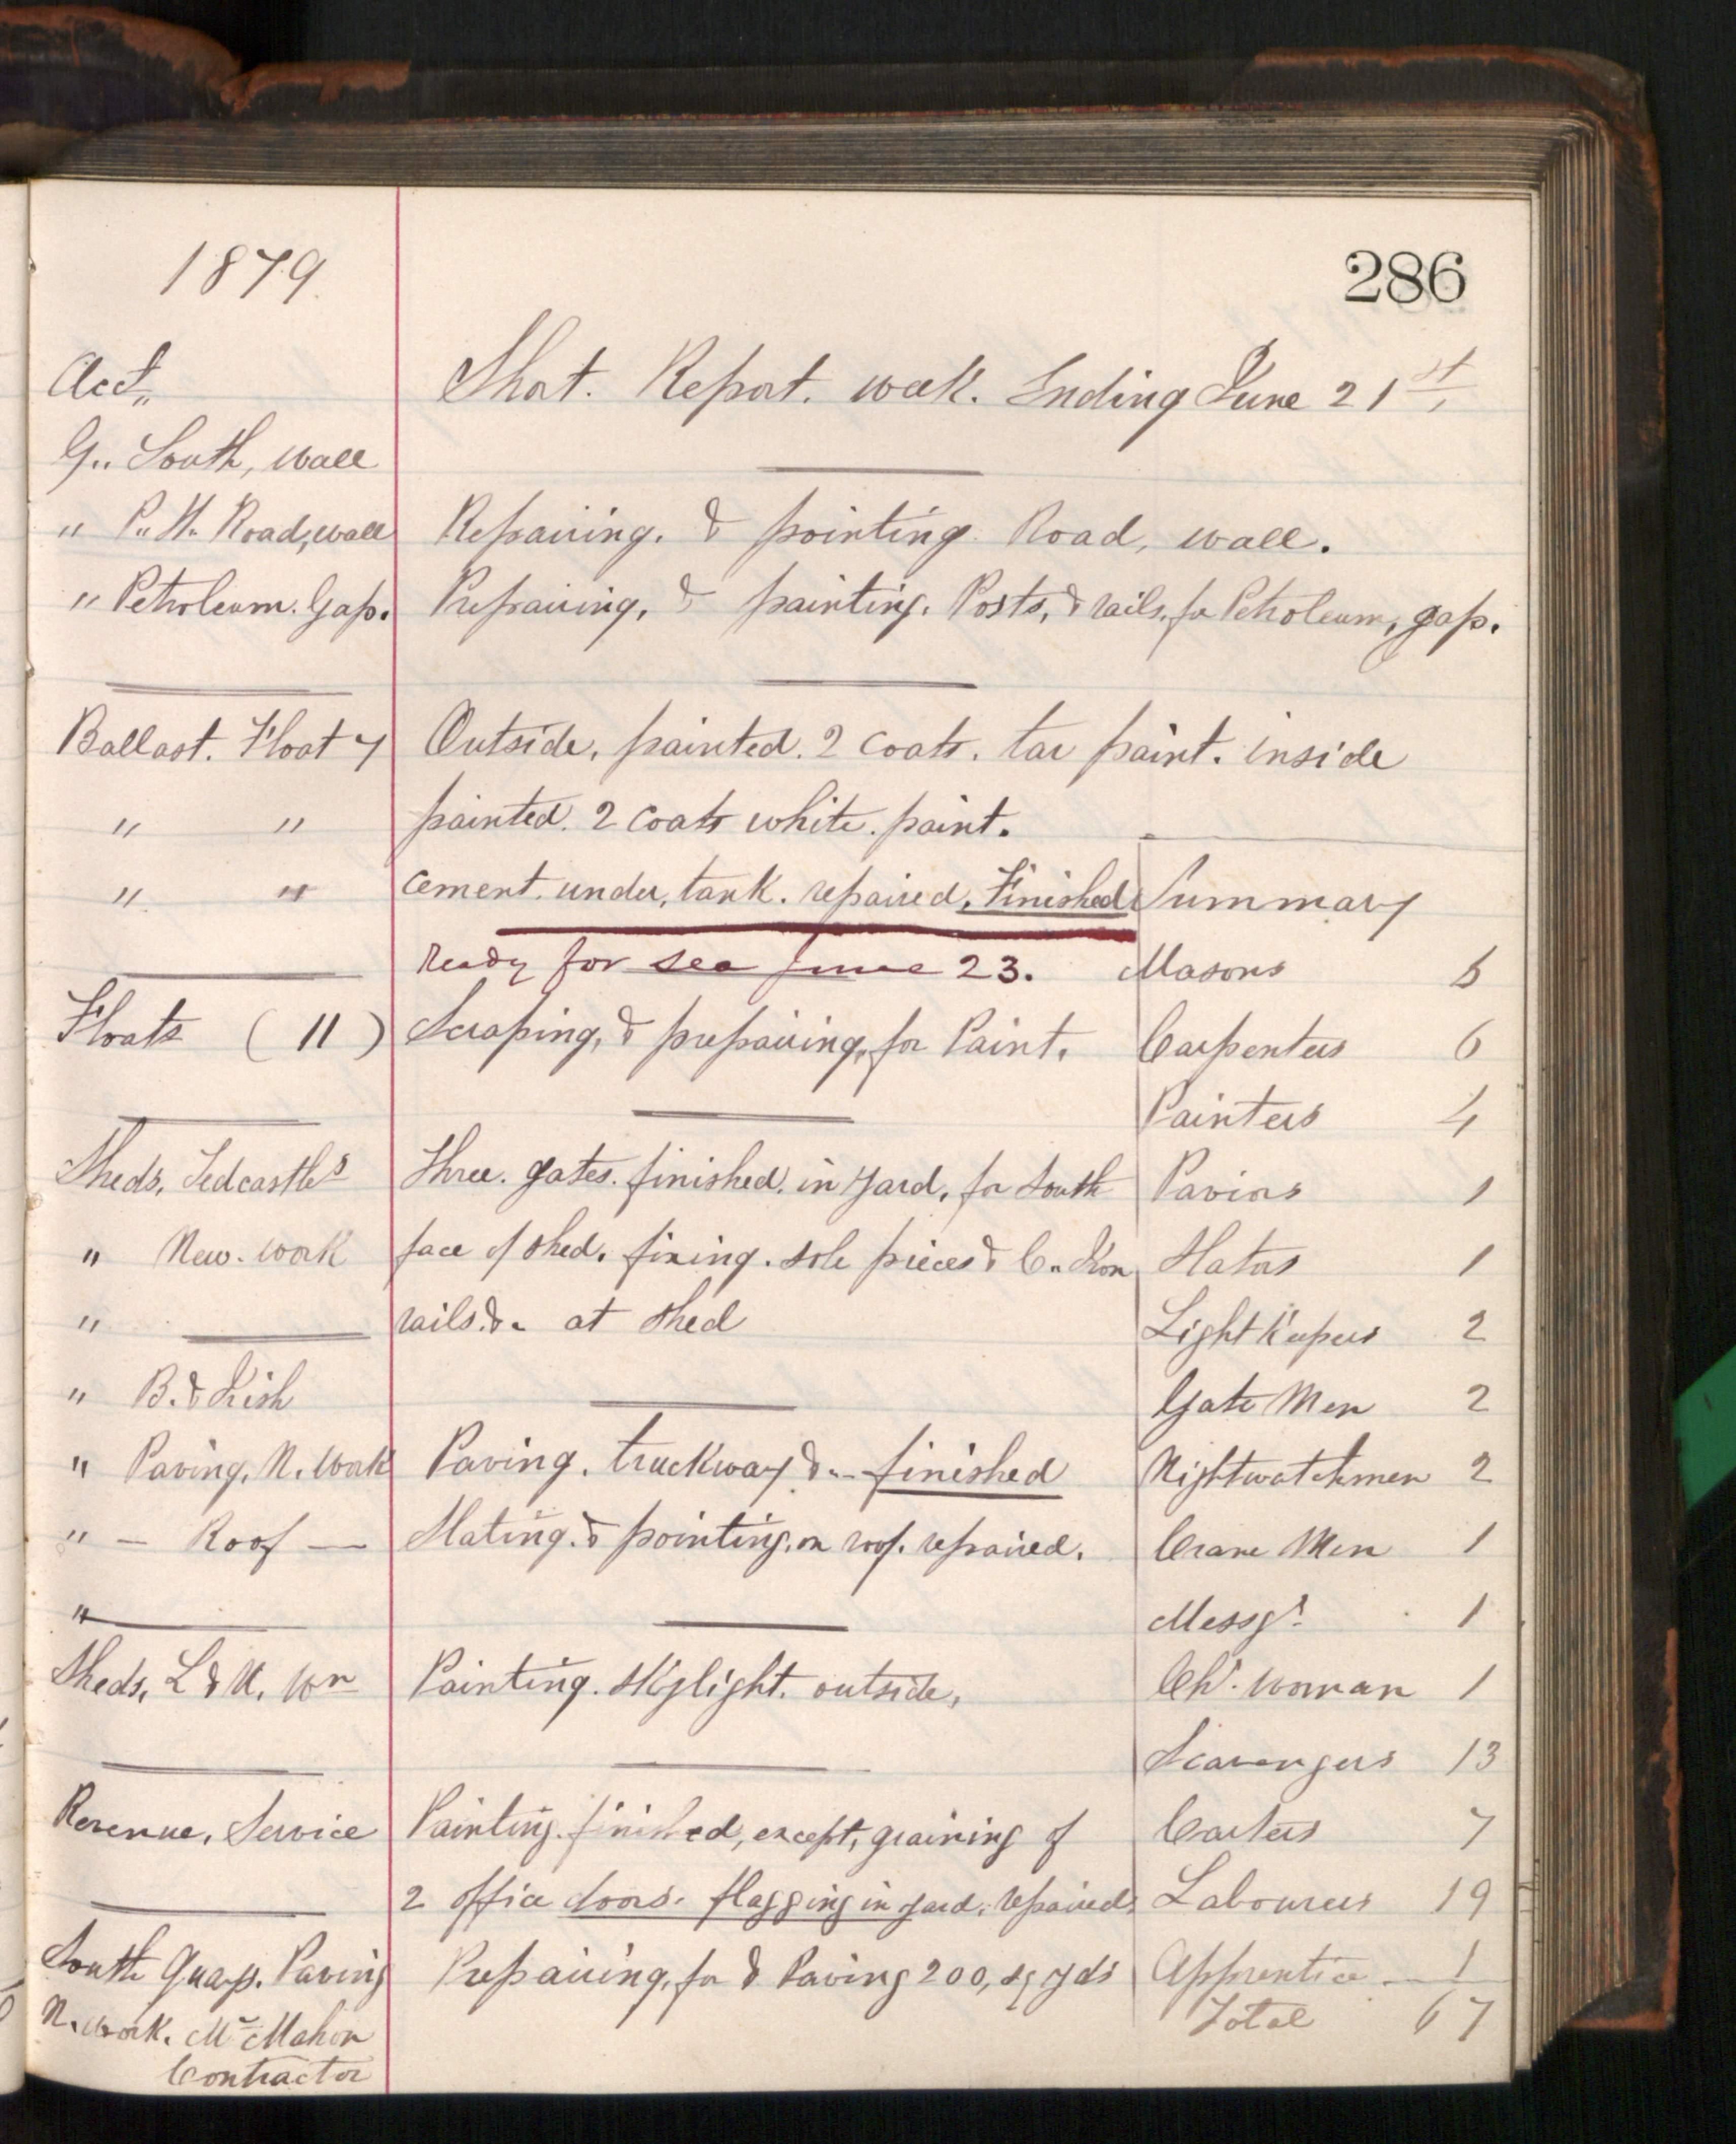 1879
286
Acct,, Short. Report. week. Ending June 21st
G.. South, wall
" P.. H. Road, wall Repairing. & pointing Road, wall.
" Petroleum. Gap. Preparing, & painting. Posts, & rails, for Petroleum, gap.
Ballast. Float 7 Outside, painted. 2 coats. tar paint. inside
" " painted. 2 coats white. paint.
" " cement. under, tank. repaired, Finished Summary
Ready for sea June 23. Masons 5
Floats (11) Scraping, & preparing, for Paint, Carpenters 6
Painters 4
Sheds, Tedcastles Three. gates. finished. in yard, for South Paviors 1
" New. work face of shed. fixing. sole pieces & C.. Iron Slaters 1
" rails. &.. at shed Light Keepers 2
" B. & Irish Gate Men 2
" Paving, N. Work Paving. truckway &.. finished Nightwatchmen 2
" — Roof — Slating. & pointing. on roof. repaired. Crane Men 1
" Messgr 1
Sheds, L & N. Wn Painting. skylight. outside, Chr. woman 1
Scavengers 13
Revenue, Service Painting. finished, except, graining of Carters 7
2 office doors. flagging in yard. repaired, Labourers 19
South Quays. Paving Preparing, for & Paving 200, sq yds Apprentice 1
N. work. Mc Mahon Total 67
Contractor